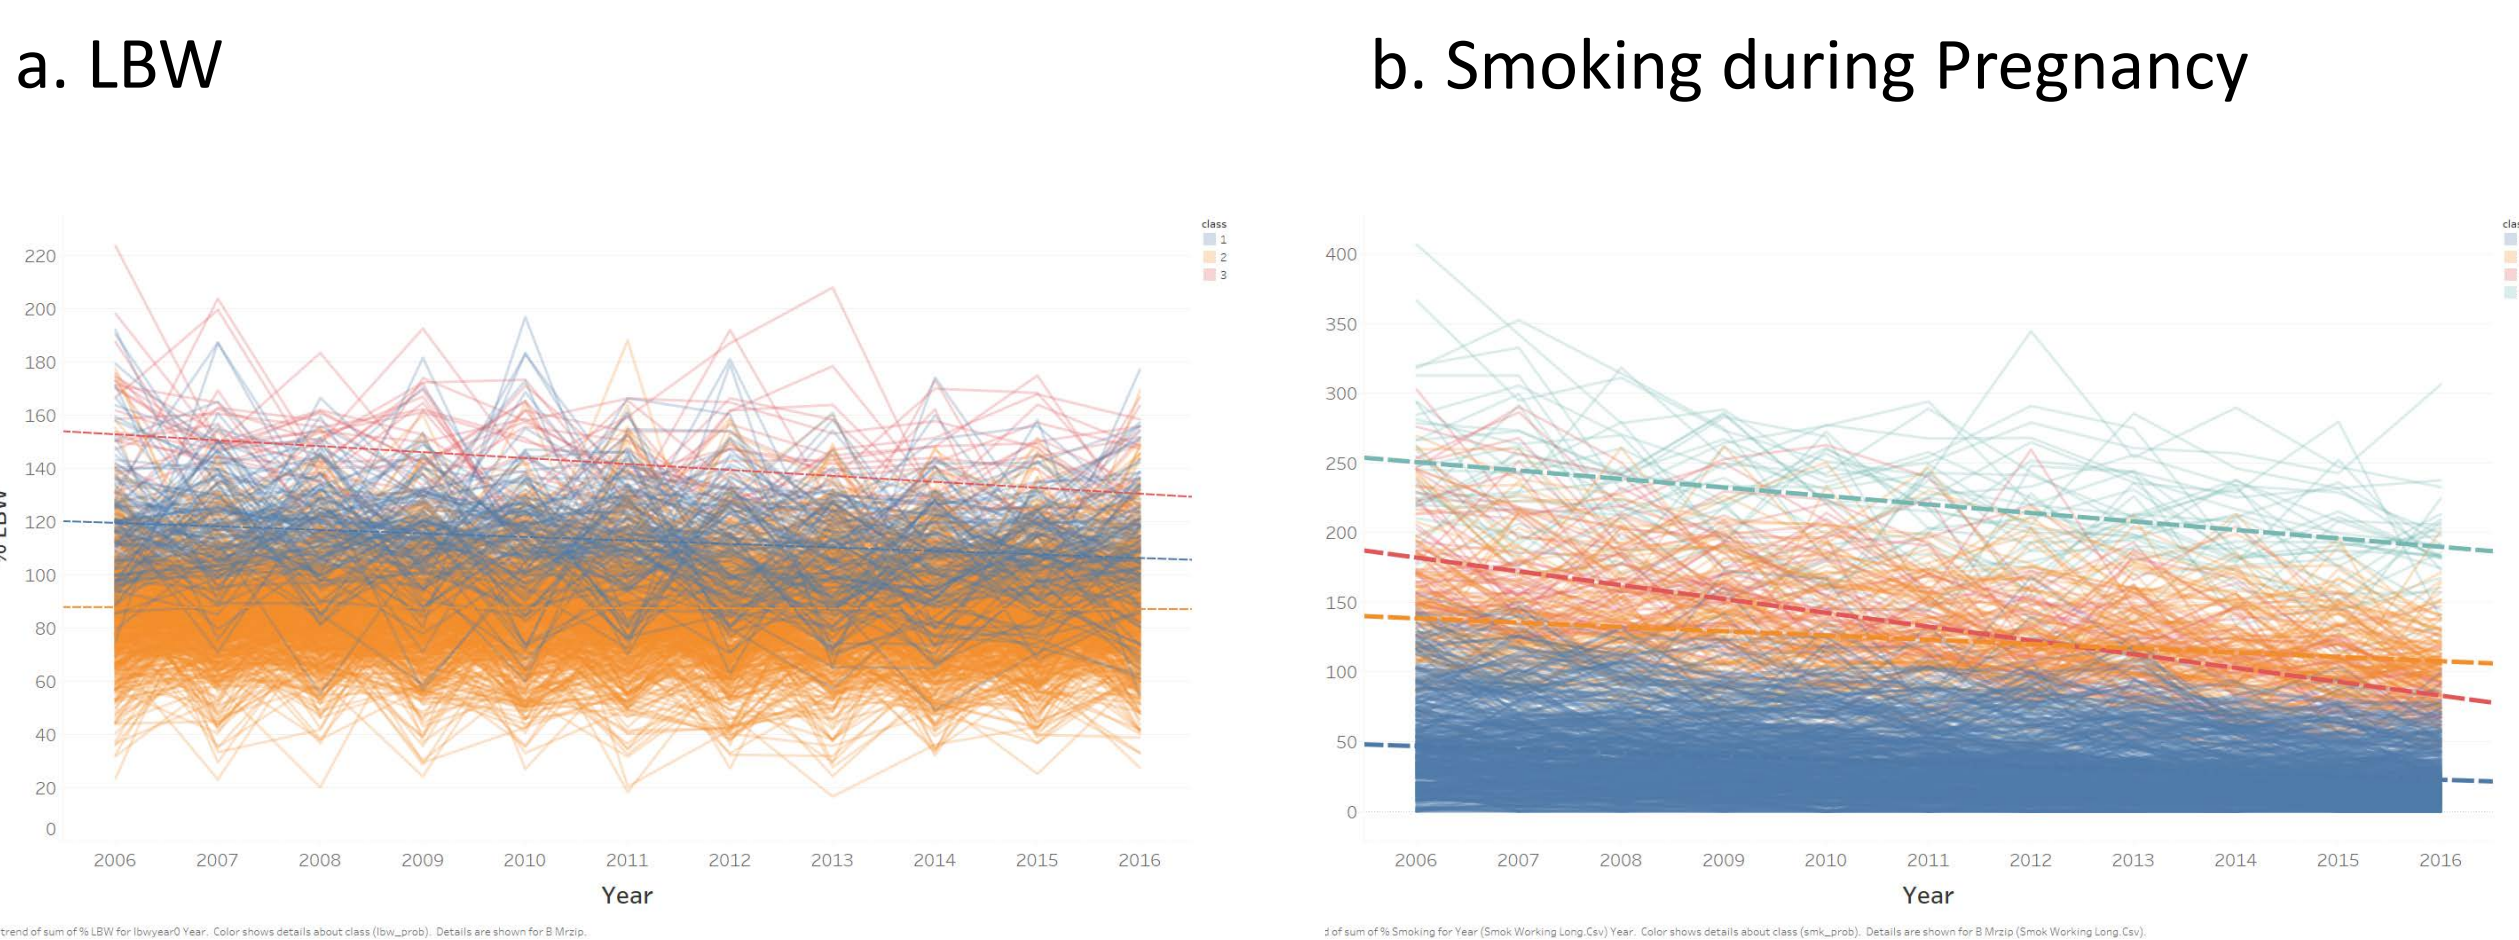 a. LBW
b. Smoking during Pregnancy
class
1
2
3
220
200
180
160
140
120
100
80
60
40
20
0
% LBW
2006 2007 2008 2009 2010 2011 2012 2013 2014 2015 2016
Year
trend of sum of % LBW for lbwyear0 Year. Color shows details about class (lbw_prob). Details are shown for B Mrzip.
400
350
300
250
200
150
100
50
0
2006 2007 2008 2009 2010 2011 2012 2013 2014 2015 2016
Year
of sum of % Smoking for Year (Smok Working Long.Csv) Year. Color shows details about class (smk_prob). Details are shown for B Mrzip (Smok Working Long.Csv).